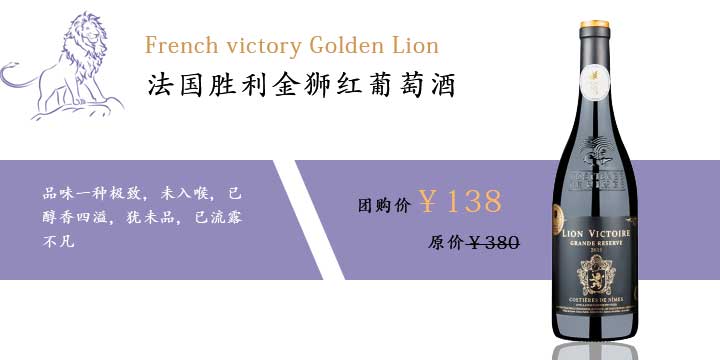 French victory Golden Lion
法国胜利金狮红葡萄酒
品味一种极致，未入喉，已
醇香四溢，犹未品，已流露
不凡
团购价￥138
原价￥380
LION VICTOIRE
GRANDE RESERVE
COSTIÈRES DE NÎMES